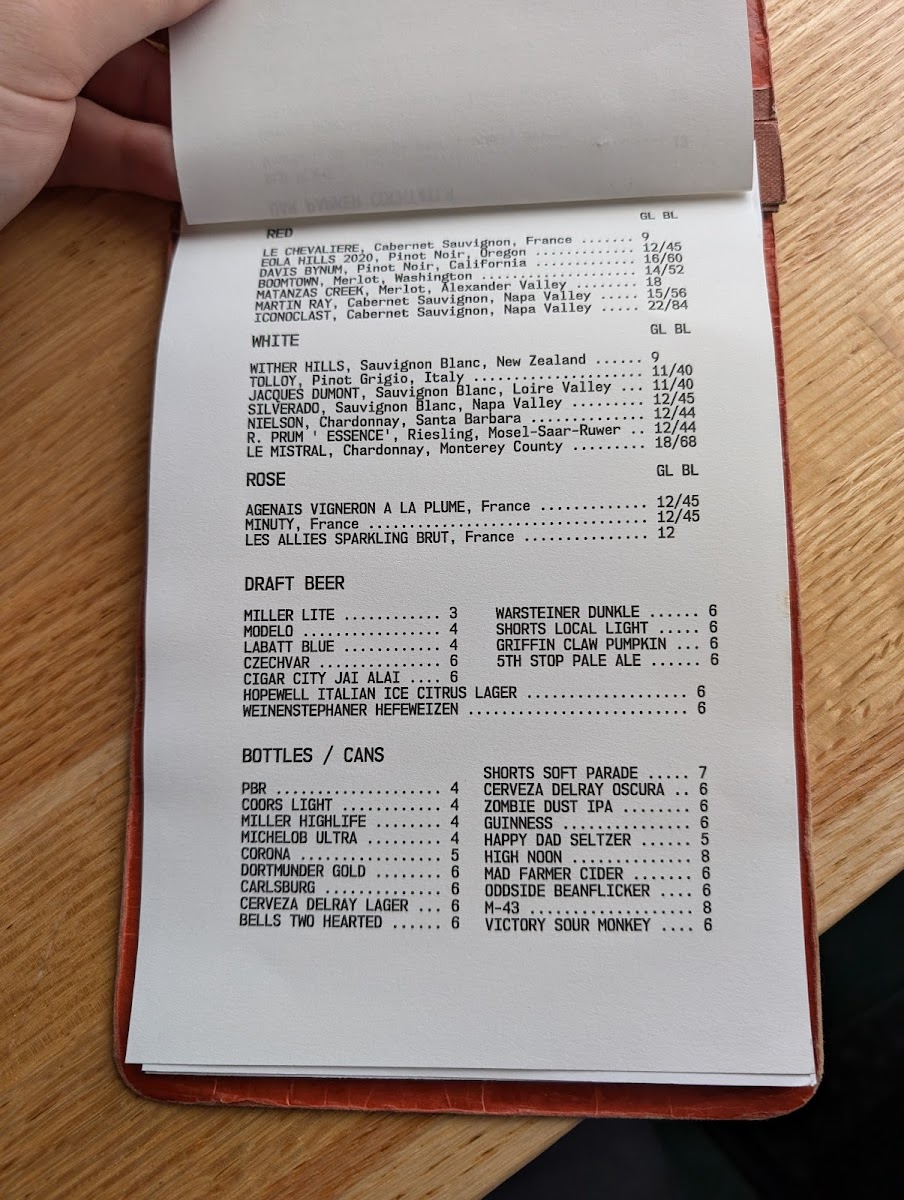 GL BL
RED
LE CHEVALIERE, Cabernet Sauvignon, France ....... 9
EOLA HILLS 2020, Pinot Noir, Oregon ............ 12/45
DAVIS BYNUM, Pinot Noir, California ............. 16/60
BOOMTOWN, Merlot, Washington ................... 14/52
MATANZAS CREEK, Merlot, Alexander Valley ........ 18
MARTIN RAY, Cabernet Sauvignon, Napa Valley ..... 15/56
ICONOCLAST, Cabernet Sauvignon, Napa Valley ..... 22/84
WHITE GL BL
WITHER HILLS, Sauvignon Blanc, New Zealand ...... 9
TOLLOY, Pinot Grigio, Italy ..................... 11/40
JACQUES DUMONT, Sauvignon Blanc, Loire Valley ... 11/40
SILVERADO, Sauvignon Blanc, Napa Valley ......... 12/45
NIELSON, Chardonnay, Santa Barbara .............. 12/44
R. PRUM ' ESSENCE', Riesling, Mosel-Saar-Ruwer .. 12/44
LE MISTRAL, Chardonnay, Monterey County ......... 18/68
ROSE GL BL
AGENAIS VIGNERON A LA PLUME, France ............. 12/45
MINUTY, France .................................. 12/45
LES ALLIES SPARKLING BRUT, France ............... 12
DRAFT BEER
MILLER LITE ............ 3
MODELO ................. 4
LABATT BLUE ............ 4
CZECHVAR ............... 6
CIGAR CITY JAI ALAI .... 6
WARSTEINER DUNKLE ...... 6
SHORTS LOCAL LIGHT ..... 6
GRIFFIN CLAW PUMPKIN ... 6
5TH STOP PALE ALE ...... 6
HOPEWELL ITALIAN ICE CITRUS LAGER .................... 6
WEINENSTEPHANER HEFEWEIZEN ........................... 6
BOTTLES / CANS
PBR .................... 4
COORS LIGHT ............ 4
MILLER HIGHLIFE ........ 4
MICHELOB ULTRA ......... 4
CORONA ................. 5
DORTMUNDER GOLD ........ 6
CARLSBURG .............. 6
CERVEZA DELRAY LAGER ... 6
BELLS TWO HEARTED ...... 6
SHORTS SOFT PARADE ..... 7
CERVEZA DELRAY OSCURA .. 6
ZOMBIE DUST IPA ........ 6
GUINNESS ............... 6
HAPPY DAD SELTZER ...... 5
HIGH NOON .............. 8
MAD FARMER CIDER ....... 6
ODDSIDE BEANFLICKER .... 6
M-43 ................... 8
VICTORY SOUR MONKEY .... 6